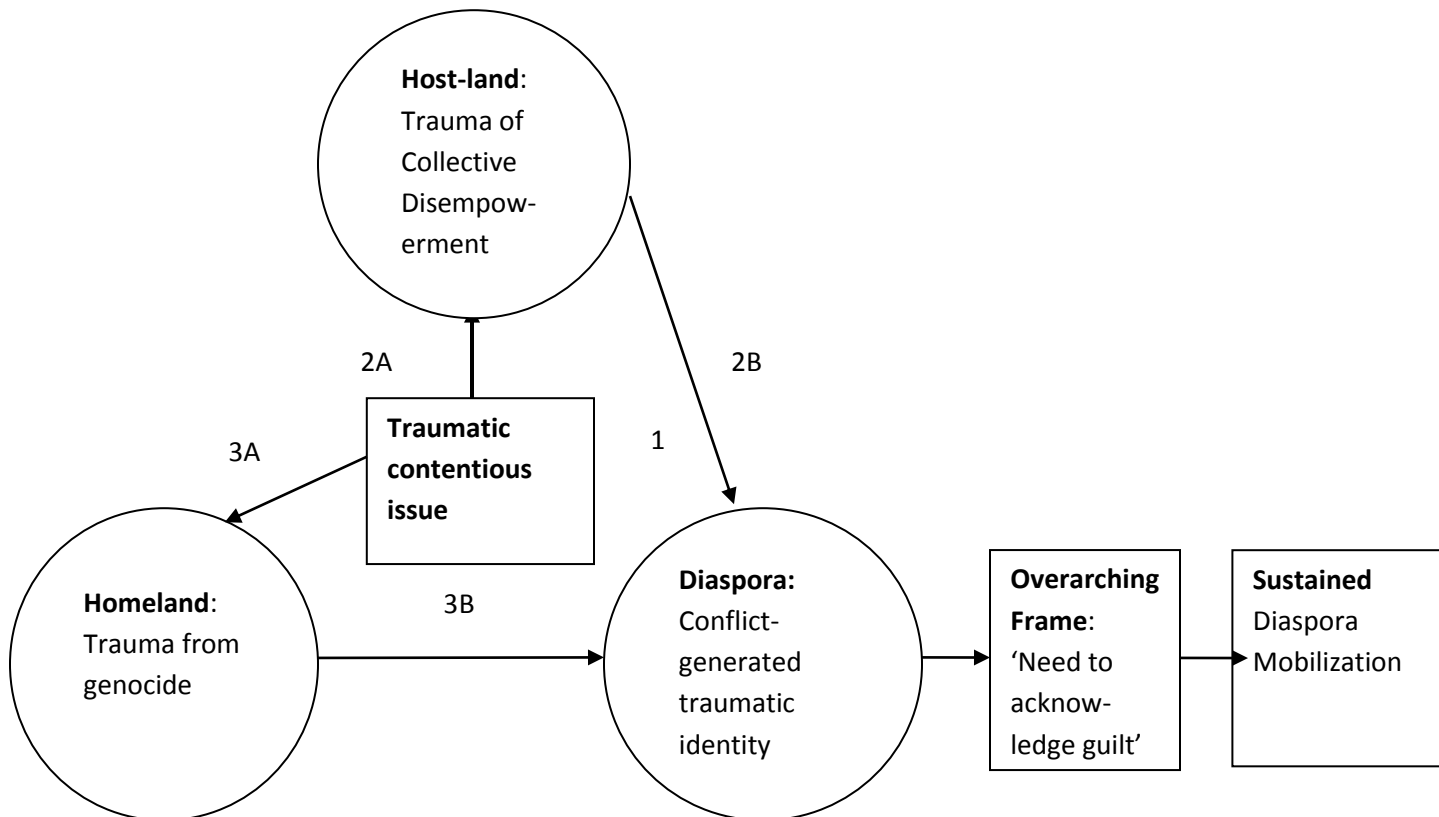 Host-land:
Trauma of
Collective
Disempow-
erment
2A
2B
Traumatic
contentious
issue
3A
1
Homeland:
Trauma from
genocide
3B
Diaspora:
Conflict-
generated
traumatic
identity
Overarching
Frame:
‘Need to
acknow-
ledge guilt’
Sustained
Diaspora
Mobilization